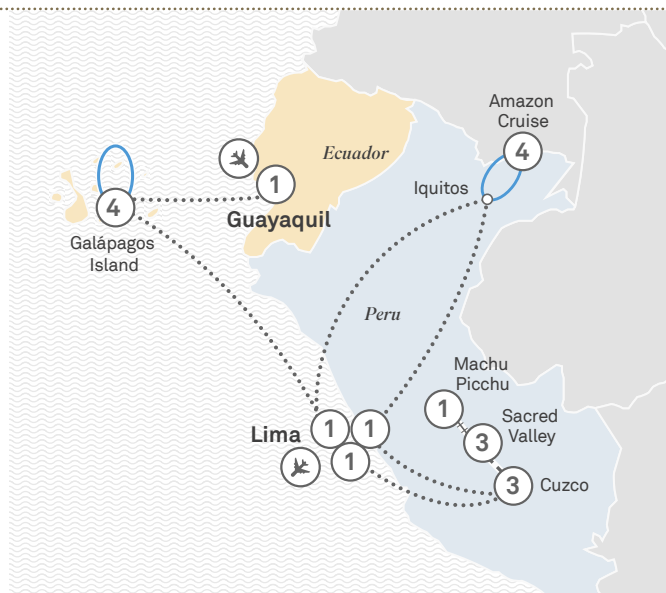 Amazon
Cruise
4
Ecuador
1
Iquitos
4
Guayaquil
Galápagos
Island
Peru
Machu
Picchu
1
Sacred
Valley
Lima
1
1
3
1
3
Cuzco